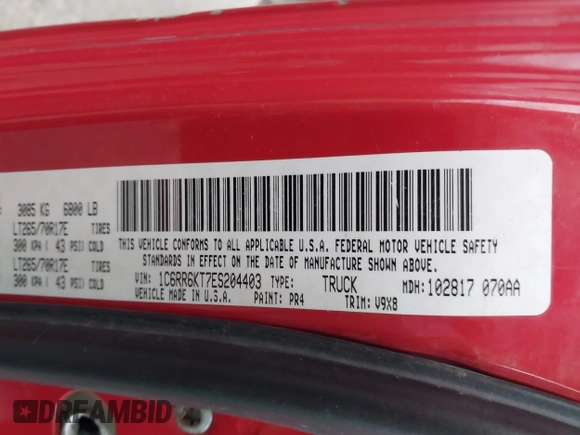 3085 KG 6800 LB
LT265/70R17E TIRES
300 KPA ( 43 PSI) COLD
LT265/70R17E TIRES
300 KPA ( 43 PSI) COLD
THIS VEHICLE CONFORMS TO ALL APPLICABLE U.S.A. FEDERAL MOTOR VEHICLE SAFETY
STANDARDS IN EFFECT ON THE DATE OF MANUFACTURE SHOWN ABOVE.
VIN: 1C6RR6KT7ES204403 TYPE: TRUCK MDH: 102817 070AA
VEHICLE MADE IN U.S.A. PAINT: PR4 TRIM: V9X8
DREAMBID